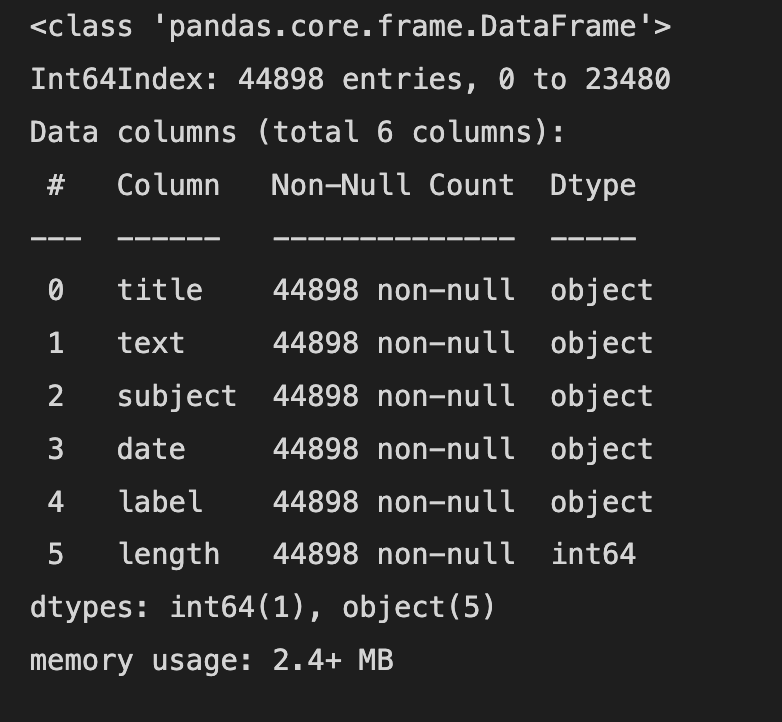 <class 'pandas.core.frame.DataFrame'>
Int64Index: 44898 entries, 0 to 23480
Data columns (total 6 columns):
 #   Column   Non-Null Count  Dtype
---  ------   --------------  -----
 0   title    44898 non-null  object
 1   text     44898 non-null  object
 2   subject  44898 non-null  object
 3   date     44898 non-null  object
 4   label    44898 non-null  object
 5   length   44898 non-null  int64
dtypes: int64(1), object(5)
memory usage: 2.4+ MB